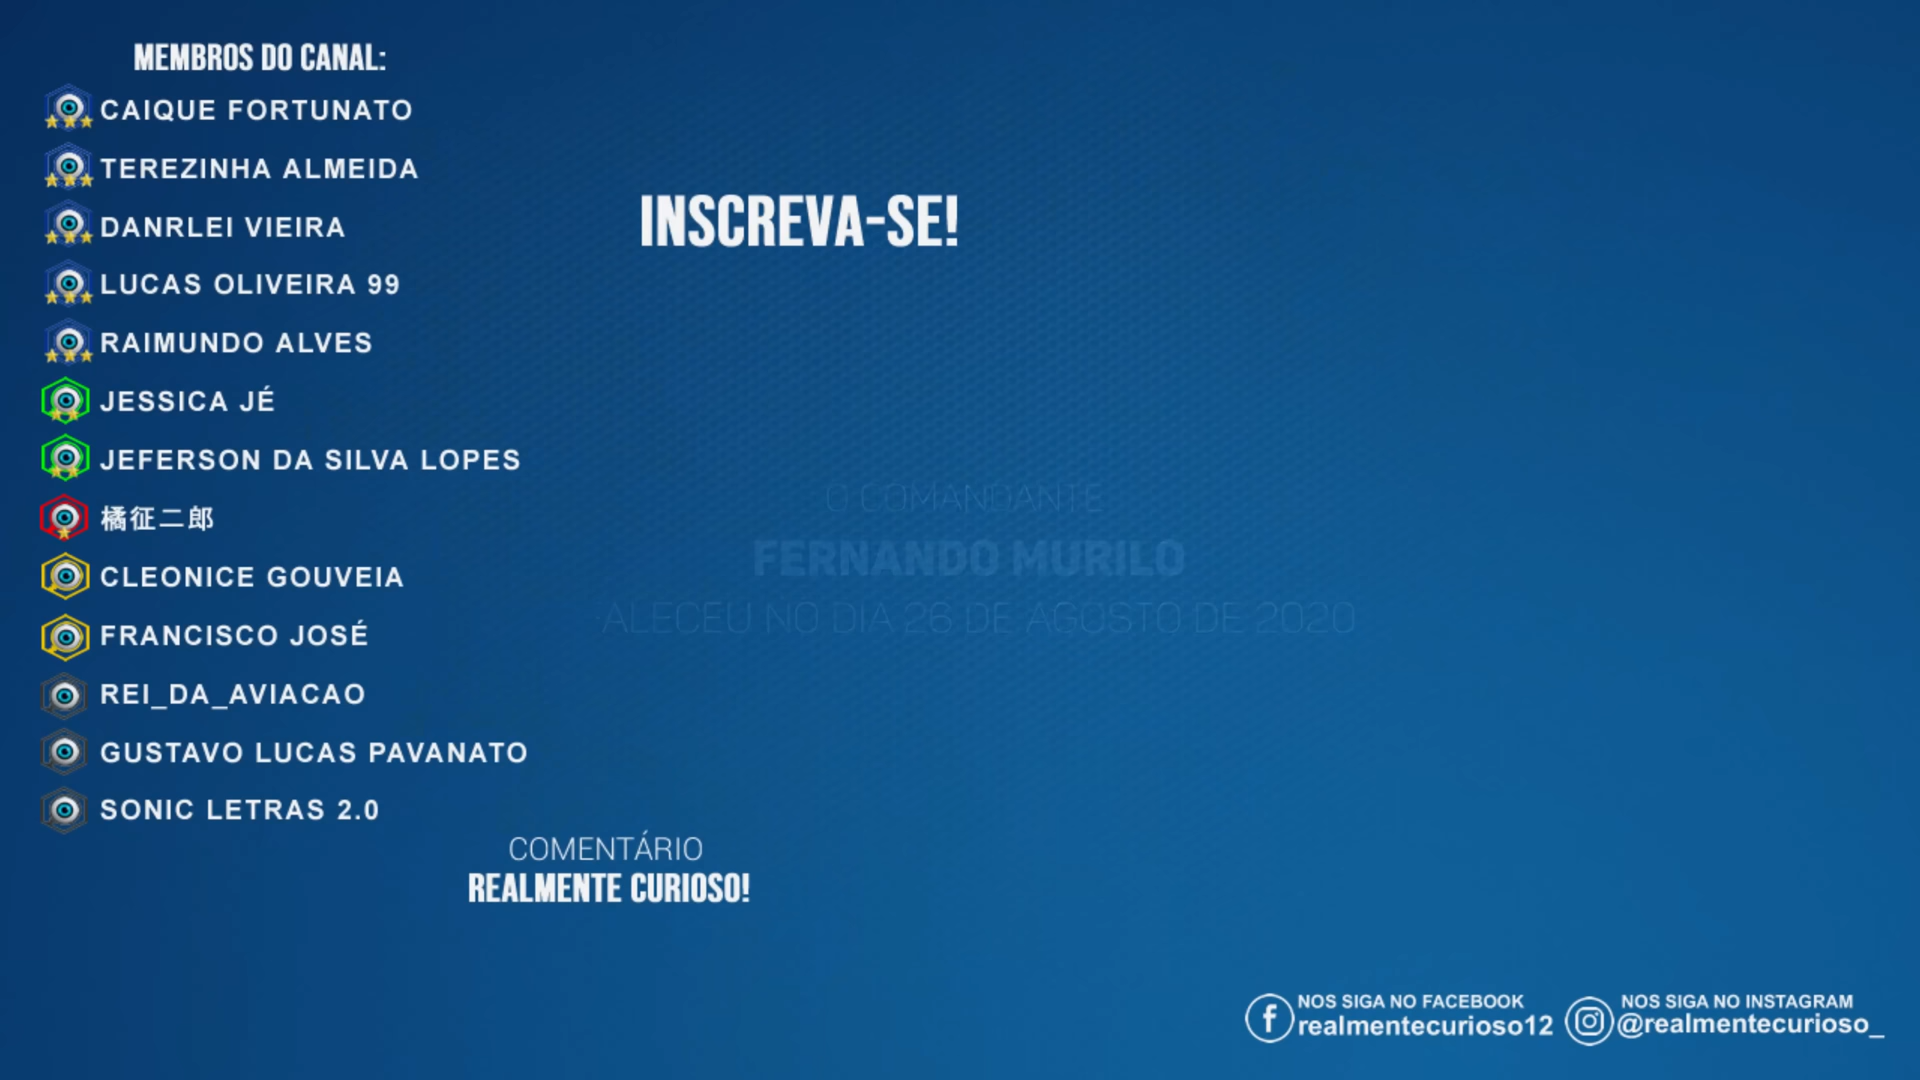 MEMBROS DO CANAL:
CAIQUE FORTUNATO
TEREZINHA ALMEIDA
DANRLEI VIEIRA
LUCAS OLIVEIRA 99
RAIMUNDO ALVES
JESSICA JÉ
JEFERSON DA SILVA LOPES
橘征二郎
CLEONICE GOUVEIA
FRANCISCO JOSÉ
REI_DA_AVIACAO
GUSTAVO LUCAS PAVANATO
SONIC LETRAS 2.0
INSCREVA-SE!
O COMANDANTE
FERNANDO MURILO
ALECEU NO DIA 26 DE AGOSTO DE 2020
COMENTÁRIO
REALMENTE CURIOSO!
NOS SIGA NO FACEBOOK
realmentecurioso12
NOS SIGA NO INSTAGRAM
@realmentecurioso_